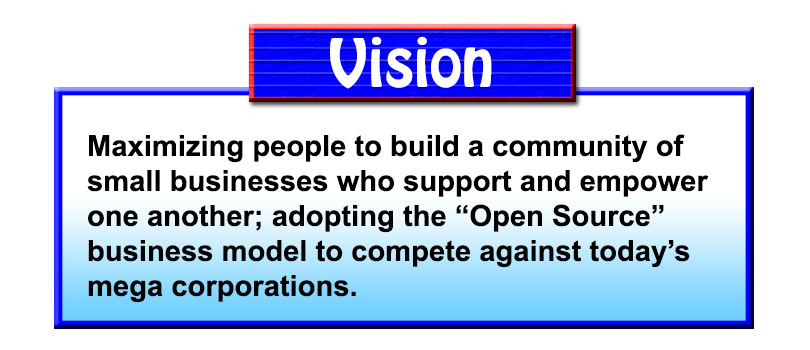 Vision
Maximizing people to build a community of
small businesses who support and empower
one another; adopting the “Open Source”
business model to compete against today’s
mega corporations.